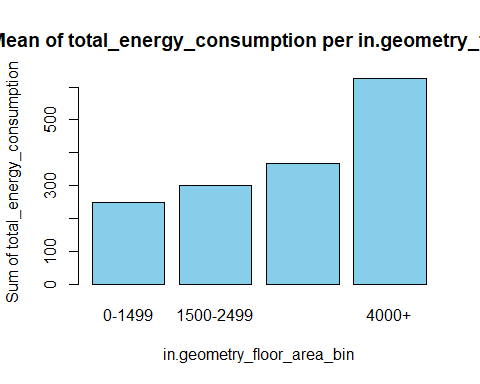 Mean of total_energy_consumption per in.geometry_f
Sum of total_energy_consumption
500
300
100
0
0-1499 1500-2499 4000+
in.geometry_floor_area_bin